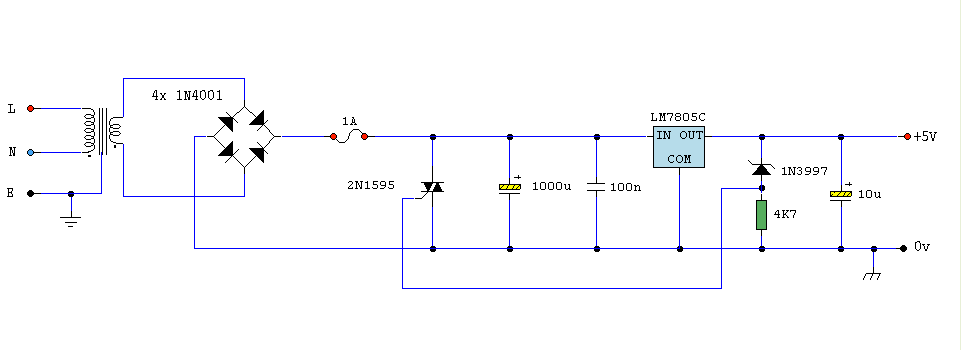 4x 1N4001
L
1A
LM7805C
IN OUT
+5V
N
COM
1N3997
2N1595
+
1000u
100n
+
10u
E
4K7
0v